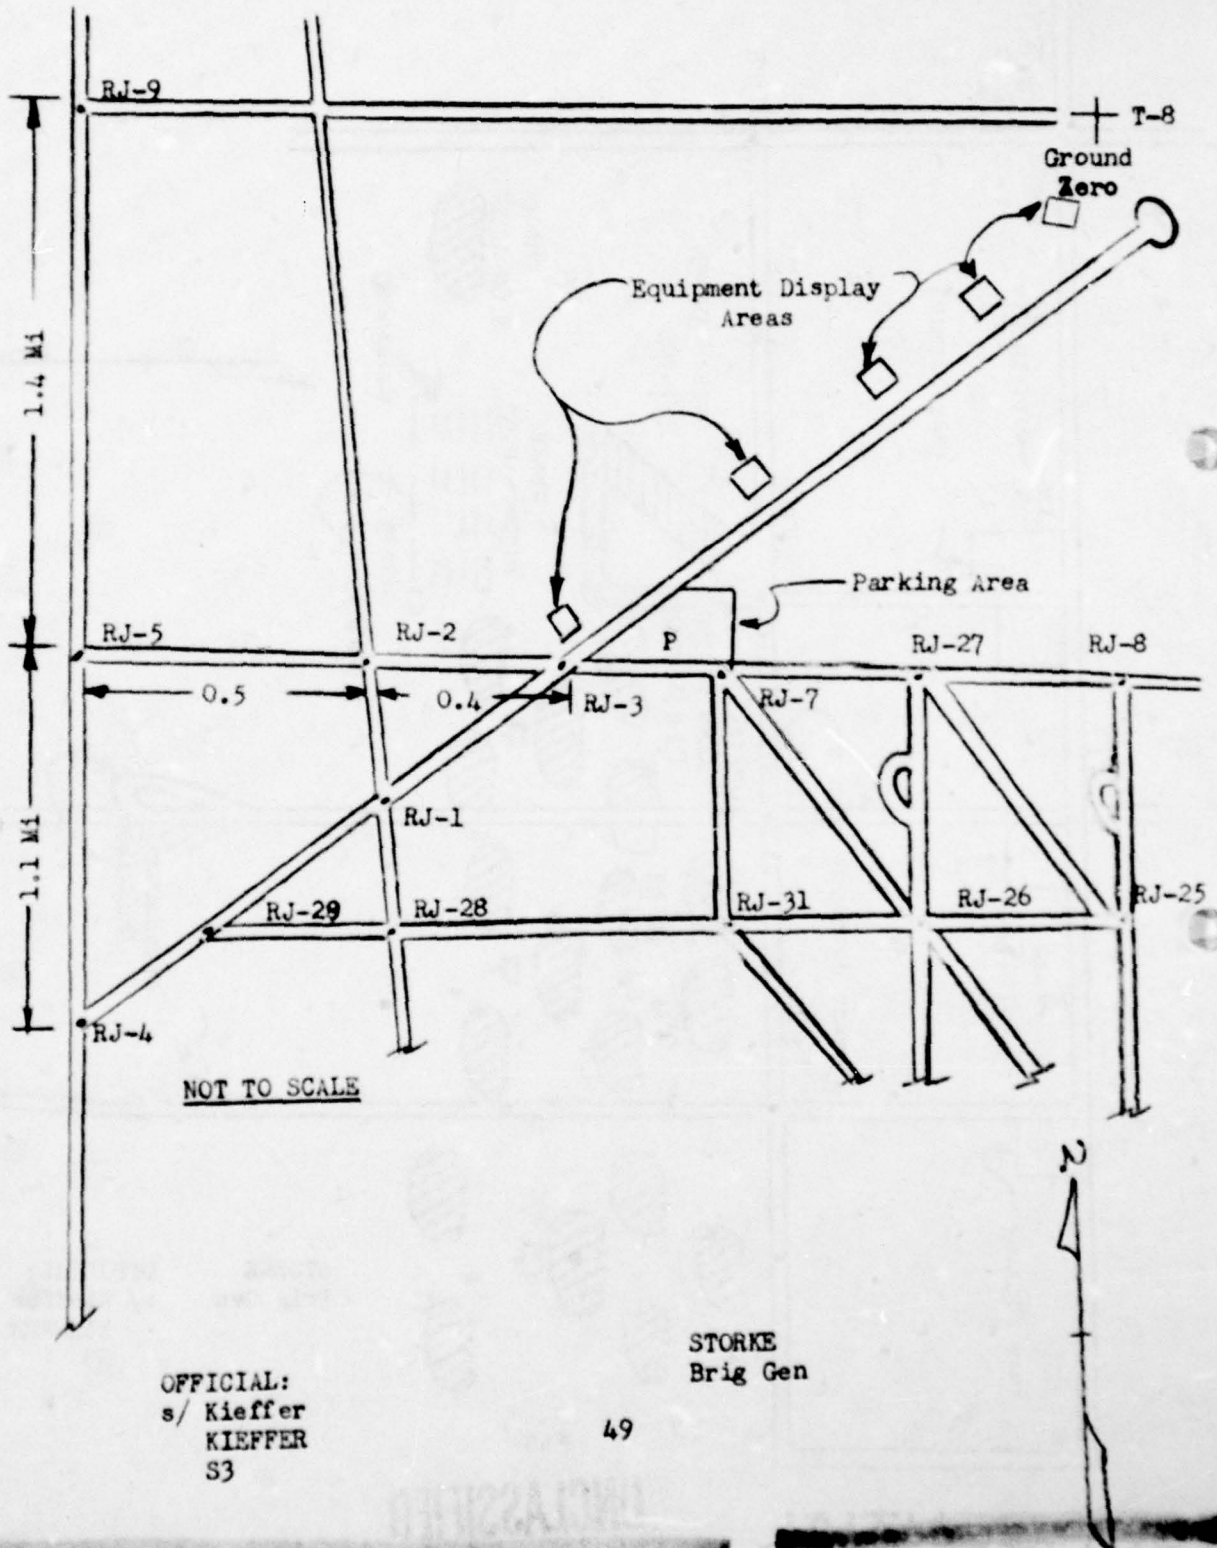 RJ-9
T-8
Ground
Zero
Equipment Display
Areas
1.4 Mi
Parking Area
RJ-5
RJ-2
P
RJ-27
RJ-8
0.5
0.4
RJ-3
RJ-7
1.1 Mi
RJ-1
RJ-29
RJ-28
RJ-31
RJ-26
RJ-25
RJ-4
NOT TO SCALE
STORKE
Brig Gen
OFFICIAL:
s/ Kieffer
KIEFFER
S3
49
UNCLASSIFIED